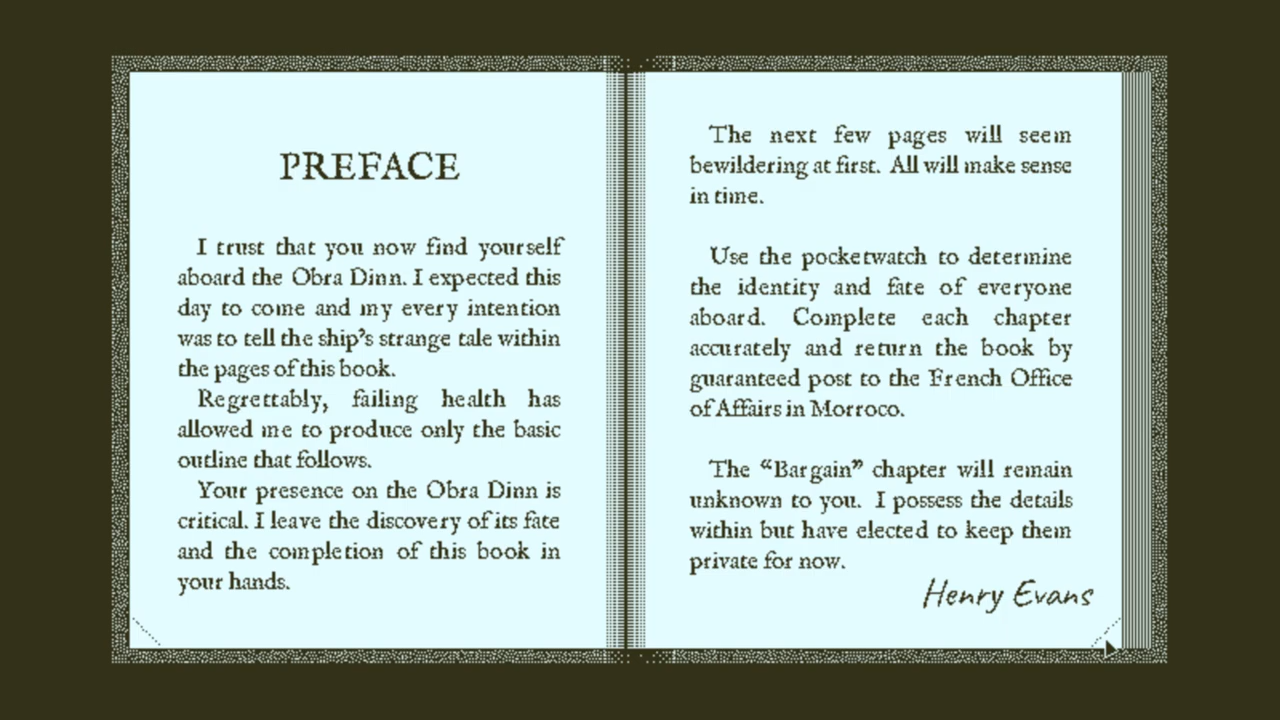 PREFACE
I trust that you now find yourself
aboard the Obra Dinn. I expected this
day to come and my every intention
was to tell the ship's strange tale within
the pages of this book.
Regrettably, failing health has
allowed me to produce only the basic
outline that follows.
Your presence on the Obra Dinn is
critical. I leave the discovery of its fate
and the completion of this book in
your hands.
The next few pages will seem
bewildering at first. All will make sense
in time.
Use the pocketwatch to determine
the identity and fate of everyone
aboard. Complete each chapter
accurately and return the book by
guaranteed post to the French Office
of Affairs in Morroco.
The “Bargain” chapter will remain
unknown to you. I possess the details
within but have elected to keep them
private for now.
Henry Evans